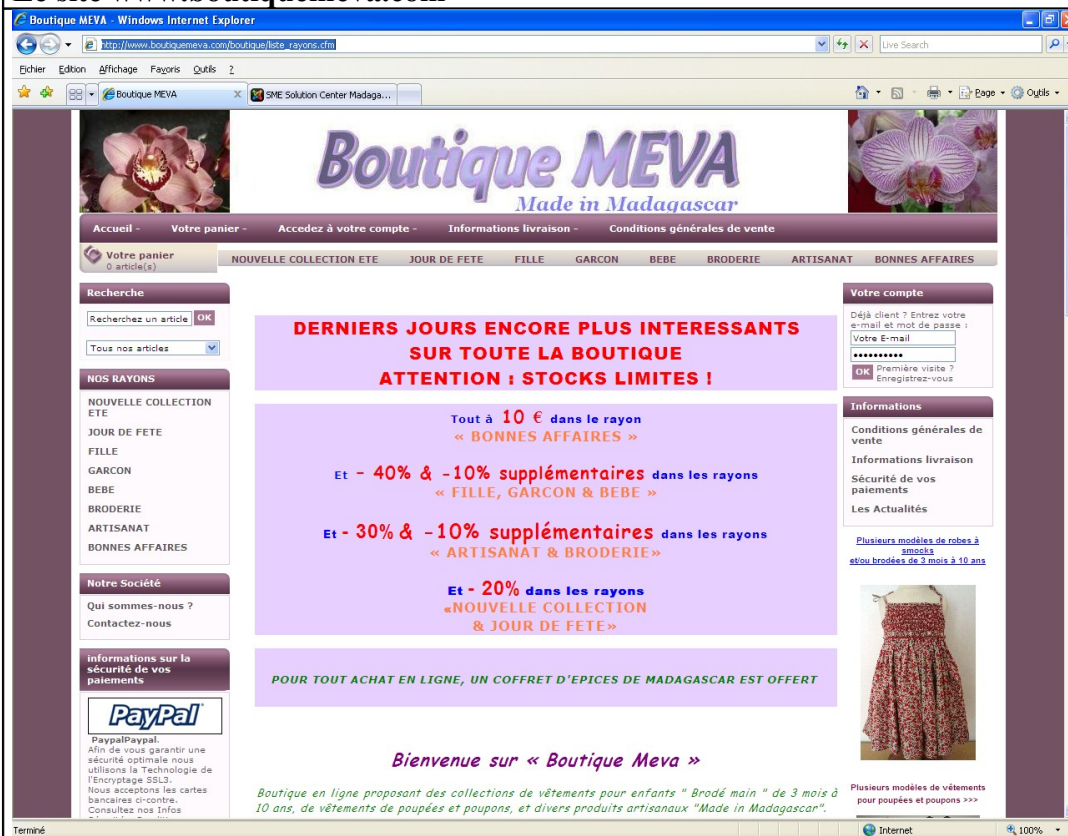 Le site www.boutiquemeva.com
Boutique MEVA - Windows Internet Explorer
http://www.boutiquemeva.com/boutique/liste_rayons.cfm
Live Search
Fichier Edition Affichage Favoris Outils ?
Boutique MEVA
SME Solution Center Madaga...
Page
Outils
Boutique MEVA
Made in Madagascar
Accueil - Votre panier - Accedez à votre compte - Informations livraison - Conditions générales de vente
Votre panier
0 article(s)
NOUVELLE COLLECTION ETE JOUR DE FETE FILLE GARCON BEBE BRODERIE ARTISANAT BONNES AFFAIRES
Recherche
Recherchez un article OK
Tous nos articles
NOS RAYONS
NOUVELLE COLLECTION
ETE
JOUR DE FETE
FILLE
GARCON
BEBE
BRODERIE
ARTISANAT
BONNES AFFAIRES
Notre Société
Qui sommes-nous ?
Contactez-nous
informations sur la
sécurité de vos
paiements
PayPal
PaypalPaypal.
Afin de vous garantir une
sécurité optimale nous
utilisons la Technologie de
l'Encryptage SSL3.
Nous acceptons les cartes
bancaires ci-contre.
Consultez nos Infos
DERNIERS JOURS ENCORE PLUS INTERESSANTS
SUR TOUTE LA BOUTIQUE
ATTENTION : STOCKS LIMITES !
Tout à 10 € dans le rayon
« BONNES AFFAIRES »
Et - 40% & -10% supplémentaires dans les rayons
« FILLE, GARCON & BEBE »
Et - 30% & -10% supplémentaires dans les rayons
« ARTISANAT & BRODERIE»
Et - 20% dans les rayons
«NOUVELLE COLLECTION
& JOUR DE FETE»
POUR TOUT ACHAT EN LIGNE, UN COFFRET D'EPICES DE MADAGASCAR EST OFFERT
Bienvenue sur « Boutique Meva »
Boutique en ligne proposant des collections de vêtements pour enfants " Brodé main " de 3 mois à
10 ans, de vêtements de poupées et poupons, et divers produits artisanaux "Made in Madagascar".
Votre compte
Déjà client ? Entrez votre
e-mail et mot de passe :
Votre E-mail
••••••••••
OK Première visite ?
Enregistrez-vous
Informations
Conditions générales de
vente
Informations livraison
Sécurité de vos
paiements
Les Actualités
Plusieurs modèles de robes à
smocks
et/ou brodées de 3 mois à 10 ans
Plusieurs modèles de vêtements
pour poupées et poupons >>>
Terminé
Internet
100%